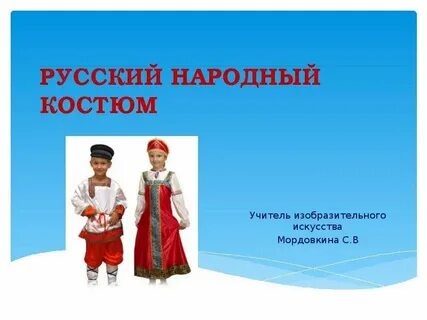 РУССКИЙ НАРОДНЫЙ
КОСТЮМ
Учитель изобразительного
искусства
Мордовкина С.В